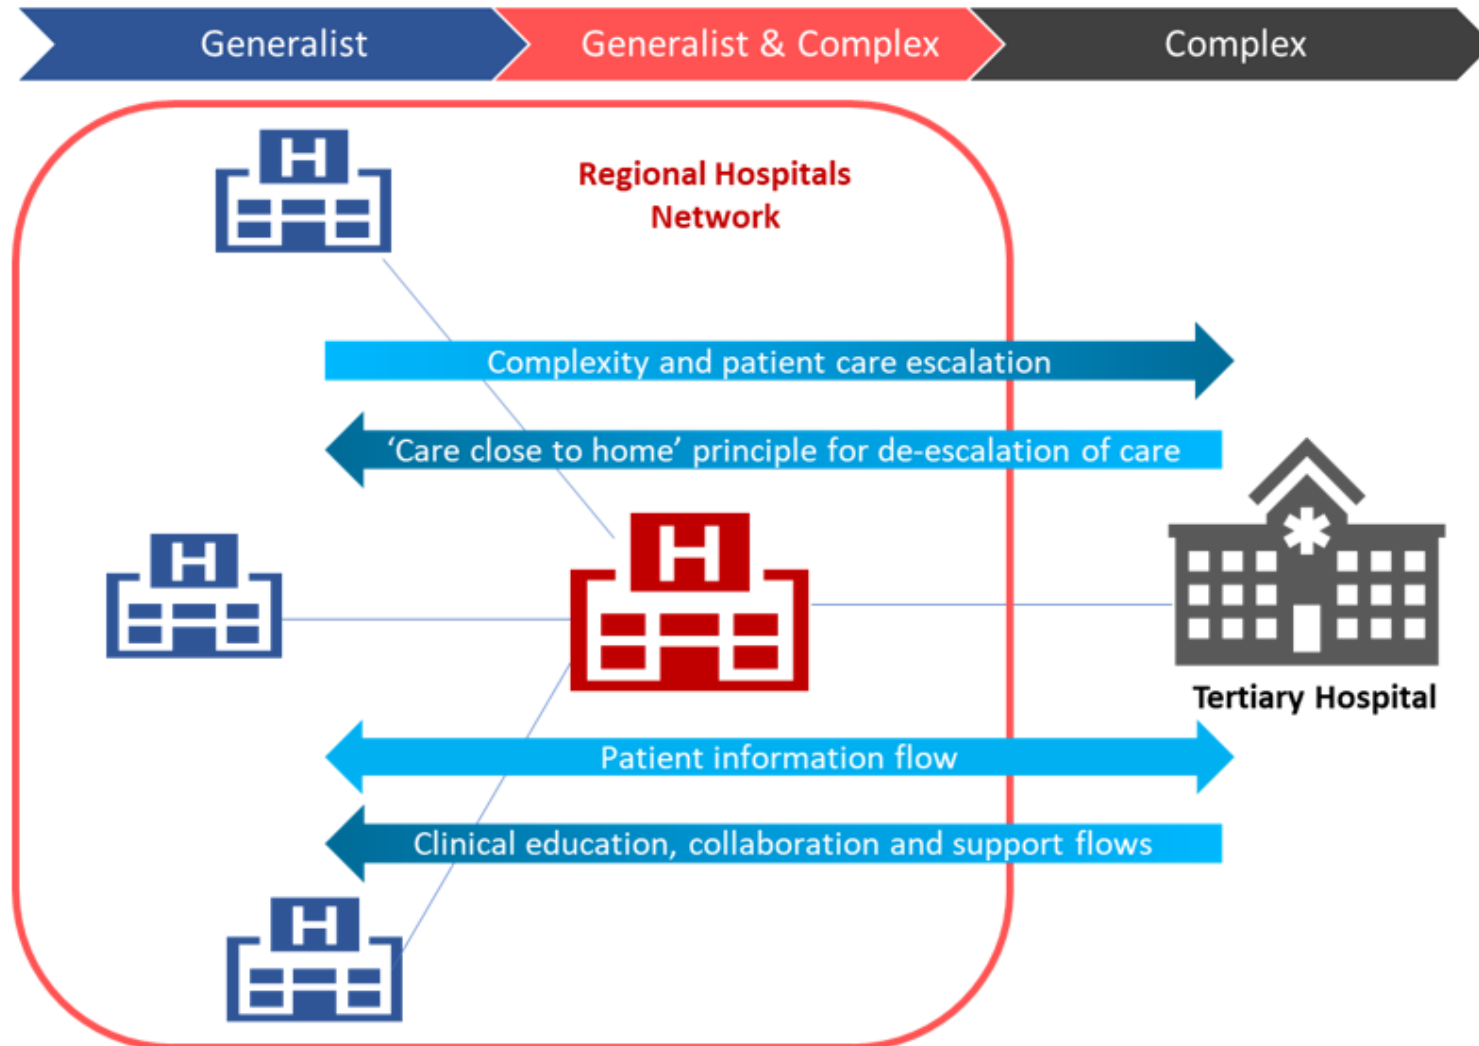 Generalist
Generalist & Complex
Complex
H
Regional Hospitals
Network
Complexity and patient care escalation
‘Care close to home’ principle for de-escalation of care
H
H
Tertiary Hospital
Patient information flow
Clinical education, collaboration and support flows
H